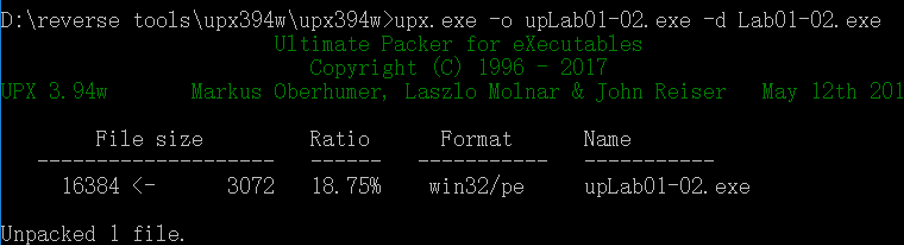 D:\reverse tools\upx394w\upx394w>upx.exe -o upLab01-02.exe -d Lab01-02.exe
Ultimate Packer for eXecutables
Copyright (C) 1996 - 2017
UPX 3.94w Markus Oberhumer, Laszlo Molnar & John Reiser May 12th 201
File size Ratio Format Name
-------------------- ------ ----------- -----------
16384 <- 3072 18.75% win32/pe upLab01-02.exe
Unpacked 1 file.